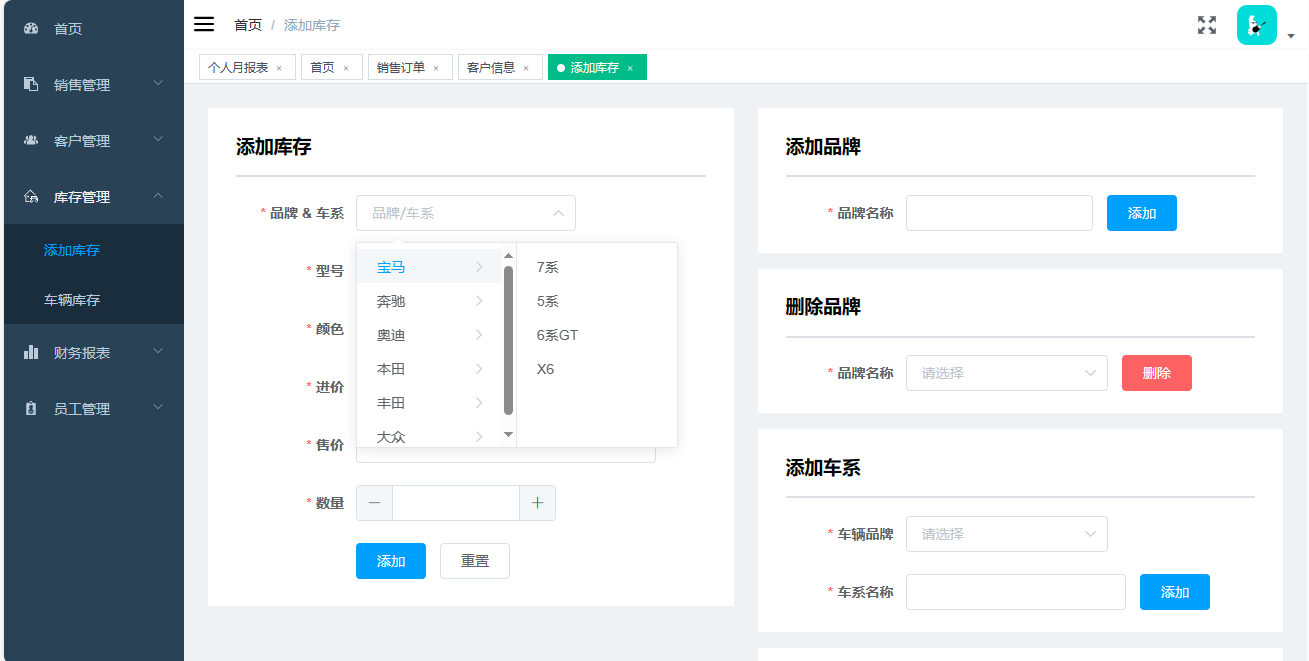 首页
销售管理
客户管理
库存管理
添加库存
车辆库存
财务报表
员工管理
首页 / 添加库存
个人月报表 × 首页 × 销售订单 × 客户信息 × 添加库存 ×
添加库存
* 品牌 & 车系 品牌/车系
* 型号
* 颜色
* 进价
* 售价
* 数量
宝马
奔驰
奥迪
本田
丰田
大众
7系
5系
6系GT
X6
添加 重置
添加品牌
* 品牌名称 添加
删除品牌
* 品牌名称 请选择 删除
添加车系
* 车辆品牌 请选择
* 车系名称 添加